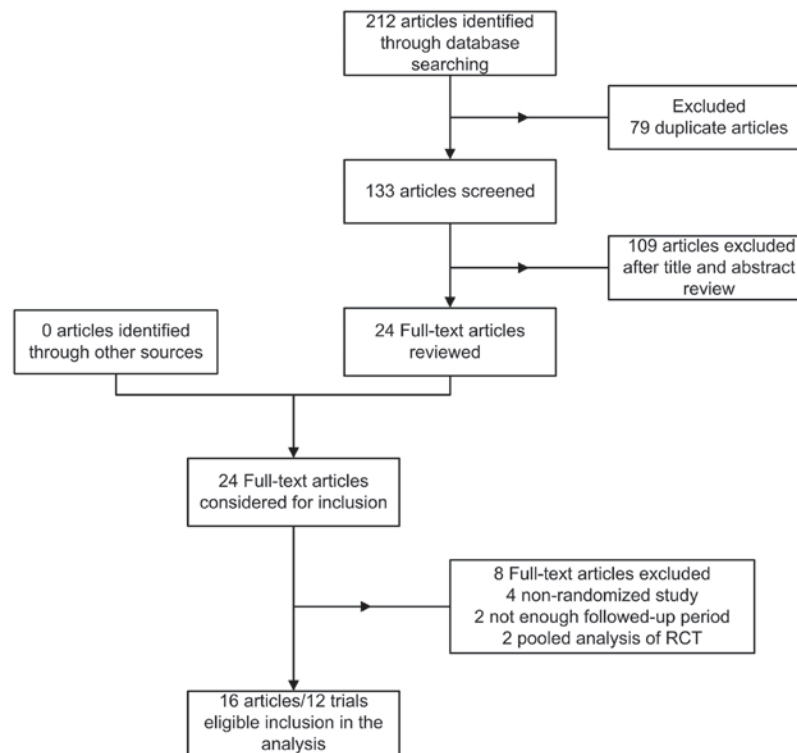 212 articles identified
through database
searching
Excluded
79 duplicate articles
133 articles screened
109 articles excluded
after title and abstract
review
0 articles identified
through other sources
24 Full-text articles
reviewed
24 Full-text articles
considered for inclusion
8 Full-text articles excluded
4 non-randomized study
2 not enough followed-up period
2 pooled analysis of RCT
16 articles/12 trials
eligible inclusion in the
analysis